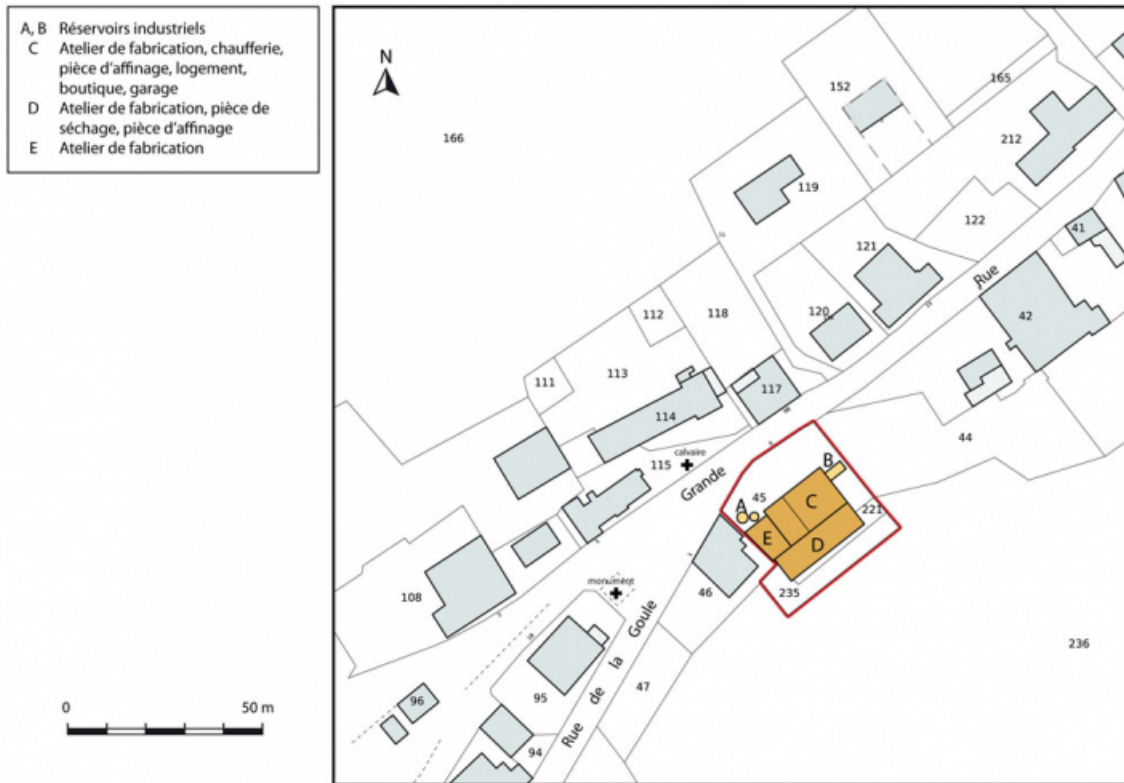 A, B Réservoirs industriels
C Atelier de fabrication, chaufferie,
pièce d'affinage, logement,
boutique, garage
D Atelier de fabrication, pièce de
séchage, pièce d'affinage
E Atelier de fabrication
N
166
152
165
212
119
122
41
121
112
118
120
Rue
42
111
113
117
114
44
115
calvaire
Grande
B
A
45
C
221
E
D
108
monument
46
235
Goule
la
de
Rue
236
47
95
96
94
0
50 m